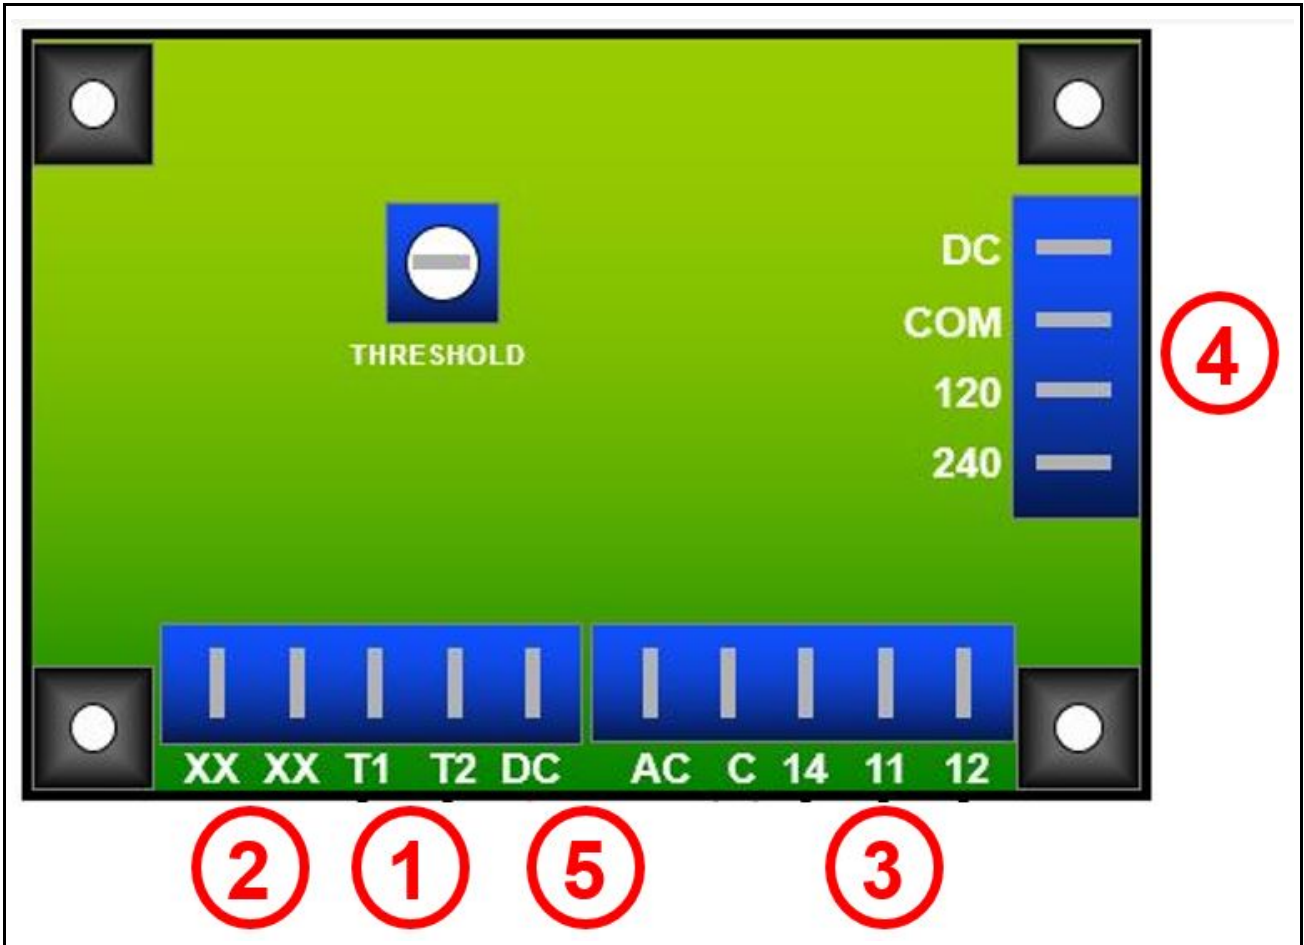 DC
COM
THRESHOLD
120
240
4
XX XX T1 T2 DC AC C 14 11 12
2 1 5 3